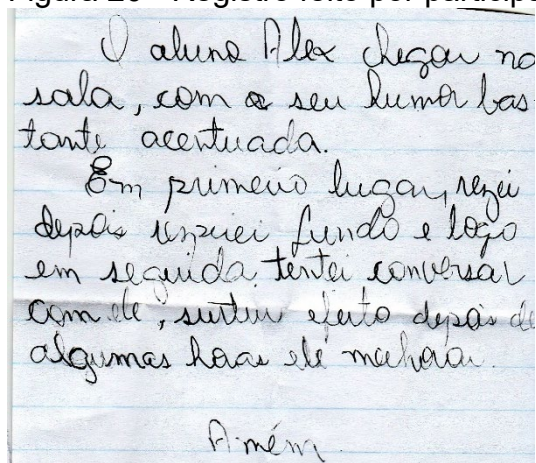 Figura 20 - Registro feito por particip
O aluno Alex chegou na
sala, com o seu humor bas-
tante acentuada.
Em primeiro lugar, rezei
depois respirei fundo e logo
em seguida tentei conversar
com ele, surtiu efeito depois de
algumas horas ele melhorou.
Amém